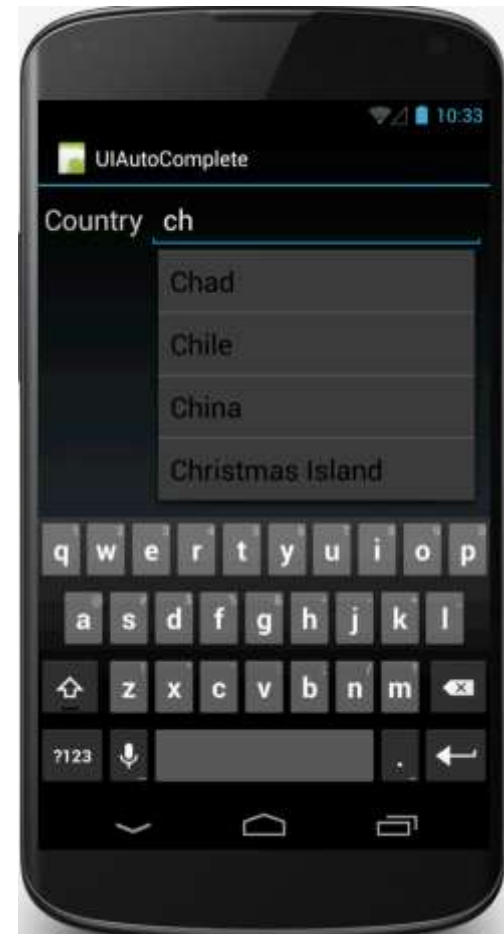 10:33
UIAutoComplete
Country ch
Chad
Chile
China
Christmas Island
q w e r t y u i o p
a s d f g h j k l
z x c v b n m
?123 .